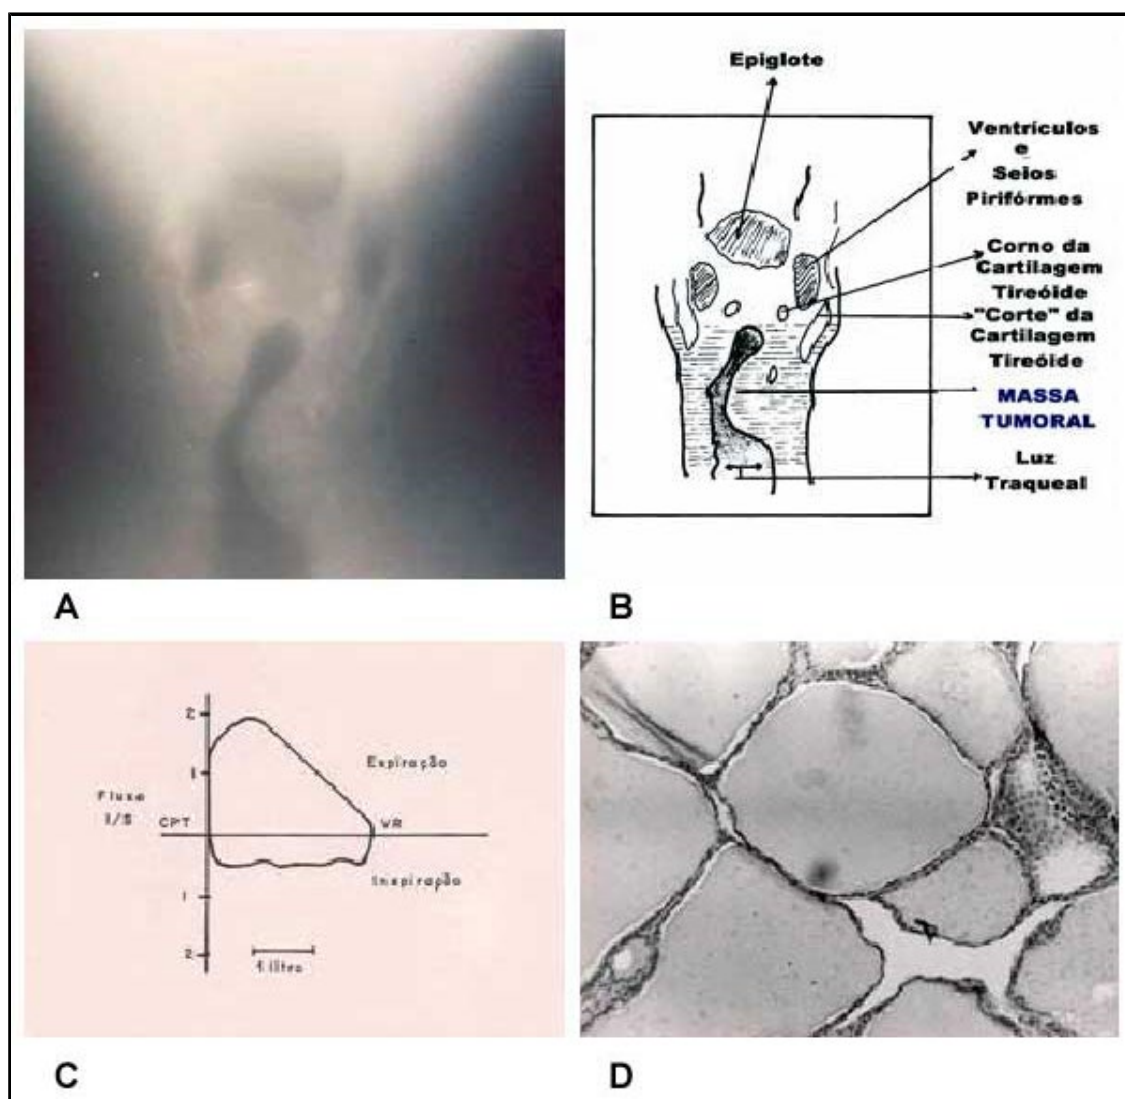 Epiglote
Ventrículos
e
Seios
Pirifórmes
Corno da
Cartilagem
Tireóide
"Corte" da
Cartilagem
Tireóide
MASSA
TUMORAL
Luz
Traqueal
A
B
2
1
Expiração
Fluxo
l/s
CPT
VR
Inspiração
1
2
1 litro
C
D